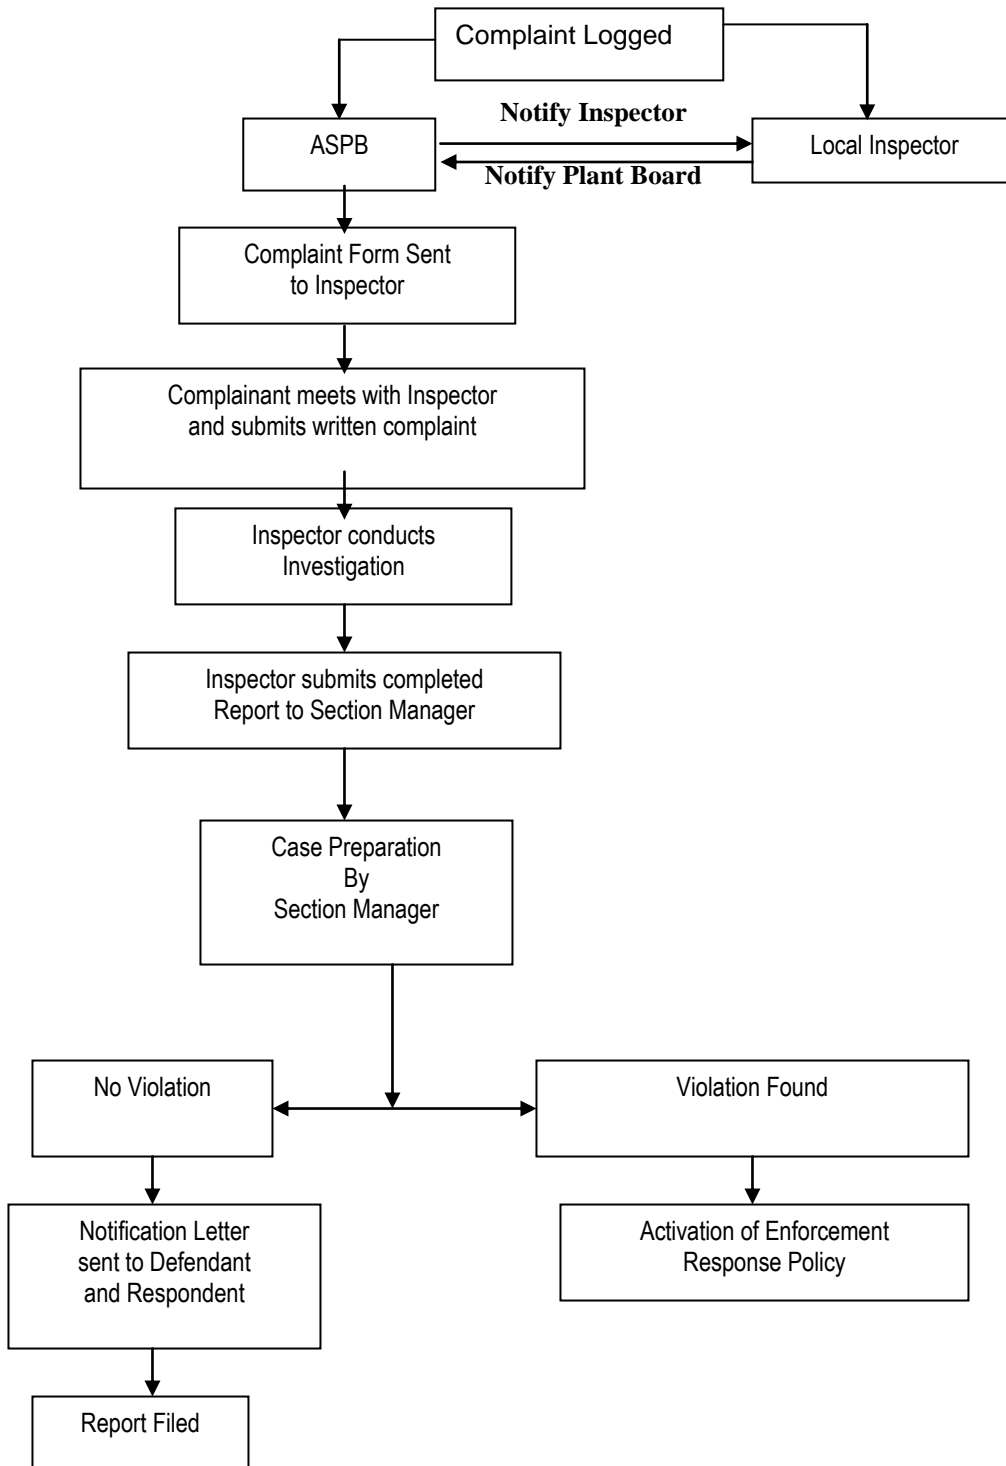 Complaint Logged
Notify Inspector
ASPB
Local Inspector
Notify Plant Board
Complaint Form Sent
to Inspector
Complainant meets with Inspector
and submits written complaint
Inspector conducts
Investigation
Inspector submits completed
Report to Section Manager
Case Preparation
By
Section Manager
No Violation
Violation Found
Notification Letter
sent to Defendant
and Respondent
Activation of Enforcement
Response Policy
Report Filed